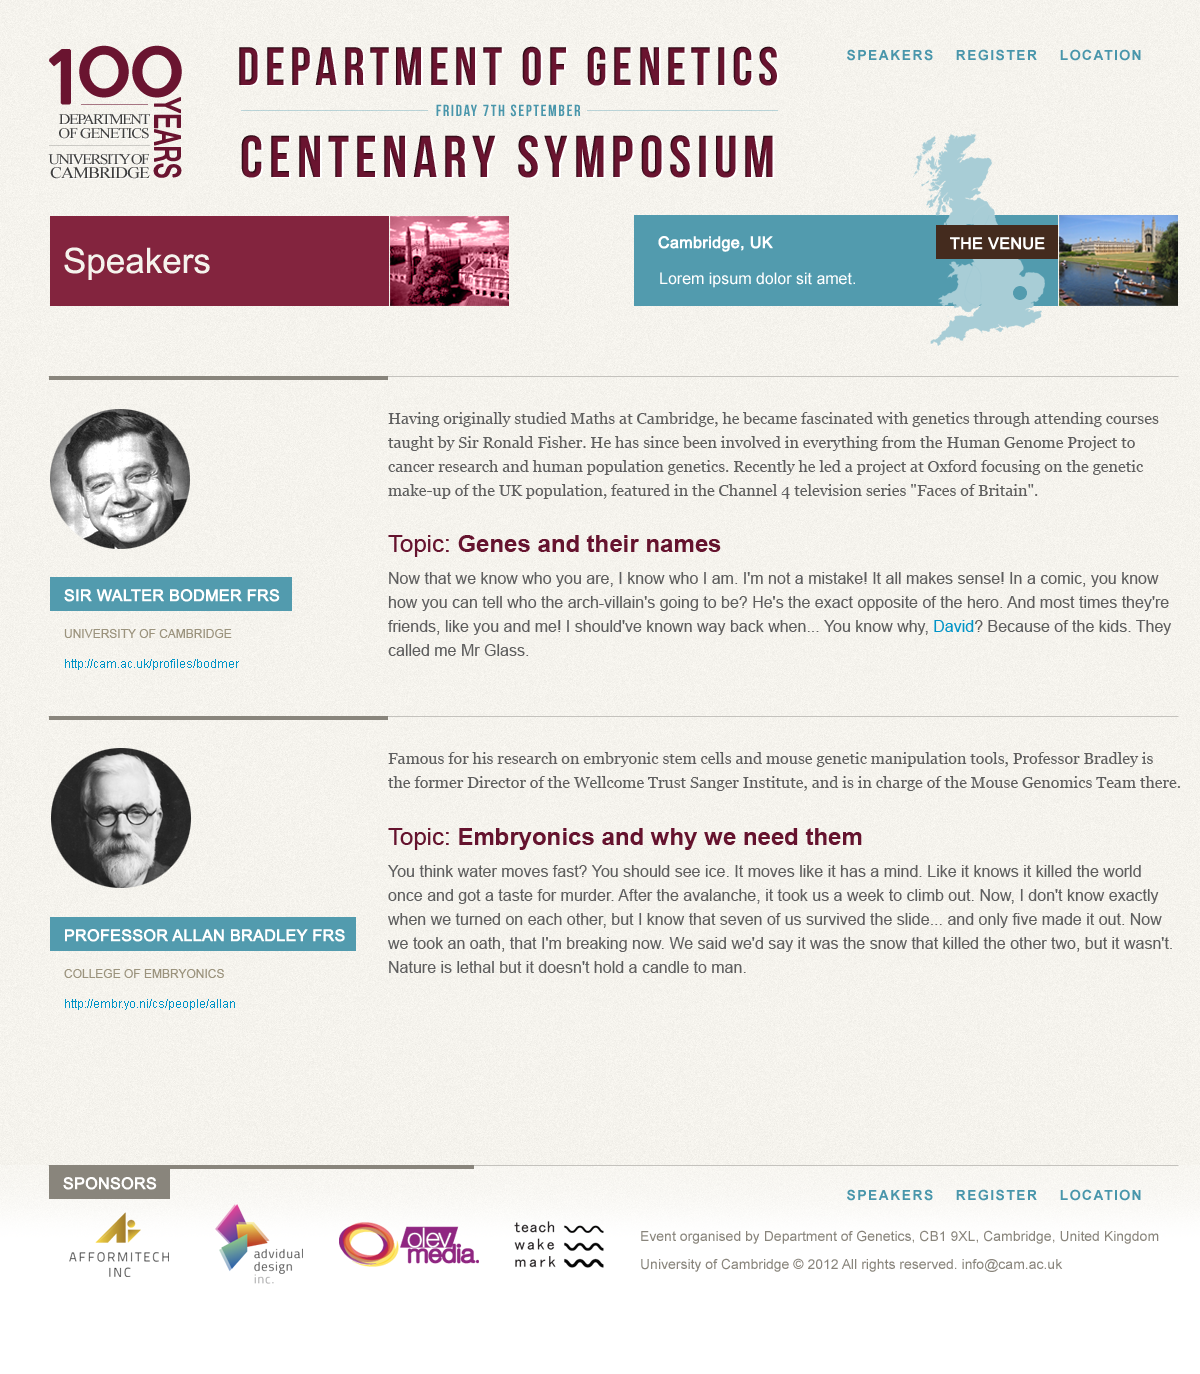 100
YEARS
DEPARTMENT
OF GENETICS
UNIVERSITY OF
CAMBRIDGE
DEPARTMENT OF GENETICS
FRIDAY 7TH SEPTEMBER
CENTENARY SYMPOSIUM
SPEAKERS REGISTER LOCATION
Speakers
Cambridge, UK
Lorem ipsum dolor sit amet.
THE VENUE
Having originally studied Maths at Cambridge, he became fascinated with genetics through attending courses
taught by Sir Ronald Fisher. He has since been involved in everything from the Human Genome Project to
cancer research and human population genetics. Recently he led a project at Oxford focusing on the genetic
make-up of the UK population, featured in the Channel 4 television series "Faces of Britain".
Topic: Genes and their names
Now that we know who you are, I know who I am. I'm not a mistake! It all makes sense! In a comic, you know
how you can tell who the arch-villain's going to be? He's the exact opposite of the hero. And most times they're
friends, like you and me! I should've known way back when... You know why, David? Because of the kids. They
called me Mr Glass.
SIR WALTER BODMER FRS
UNIVERSITY OF CAMBRIDGE
http://cam.ac.uk/profiles/bodmer
Famous for his research on embryonic stem cells and mouse genetic manipulation tools, Professor Bradley is
the former Director of the Wellcome Trust Sanger Institute, and is in charge of the Mouse Genomics Team there.
Topic: Embryonics and why we need them
You think water moves fast? You should see ice. It moves like it has a mind. Like it knows it killed the world
once and got a taste for murder. After the avalanche, it took us a week to climb out. Now, I don't know exactly
when we turned on each other, but I know that seven of us survived the slide... and only five made it out. Now
we took an oath, that I'm breaking now. We said we'd say it was the snow that killed the other two, but it wasn't.
Nature is lethal but it doesn't hold a candle to man.
PROFESSOR ALLAN BRADLEY FRS
COLLEGE OF EMBRYONICS
http://embr.yo.ni/cs/people/allan
SPONSORS
AFFORMITECH
INC
advidual
design
inc.
olev
media.
teach
wake
mark
SPEAKERS REGISTER LOCATION
Event organised by Department of Genetics, CB1 9XL, Cambridge, United Kingdom
University of Cambridge © 2012 All rights reserved. info@cam.ac.uk